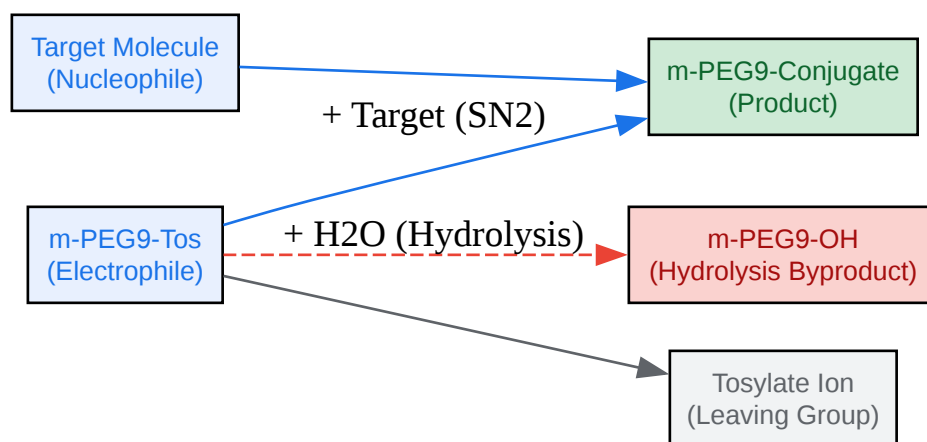 Target Molecule
(Nucleophile)
m-PEG9-Conjugate
(Product)
+ Target (SN2)
m-PEG9-Tos
(Electrophile)
+ H2O (Hydrolysis)
m-PEG9-OH
(Hydrolysis Byproduct)
Tosylate Ion
(Leaving Group)